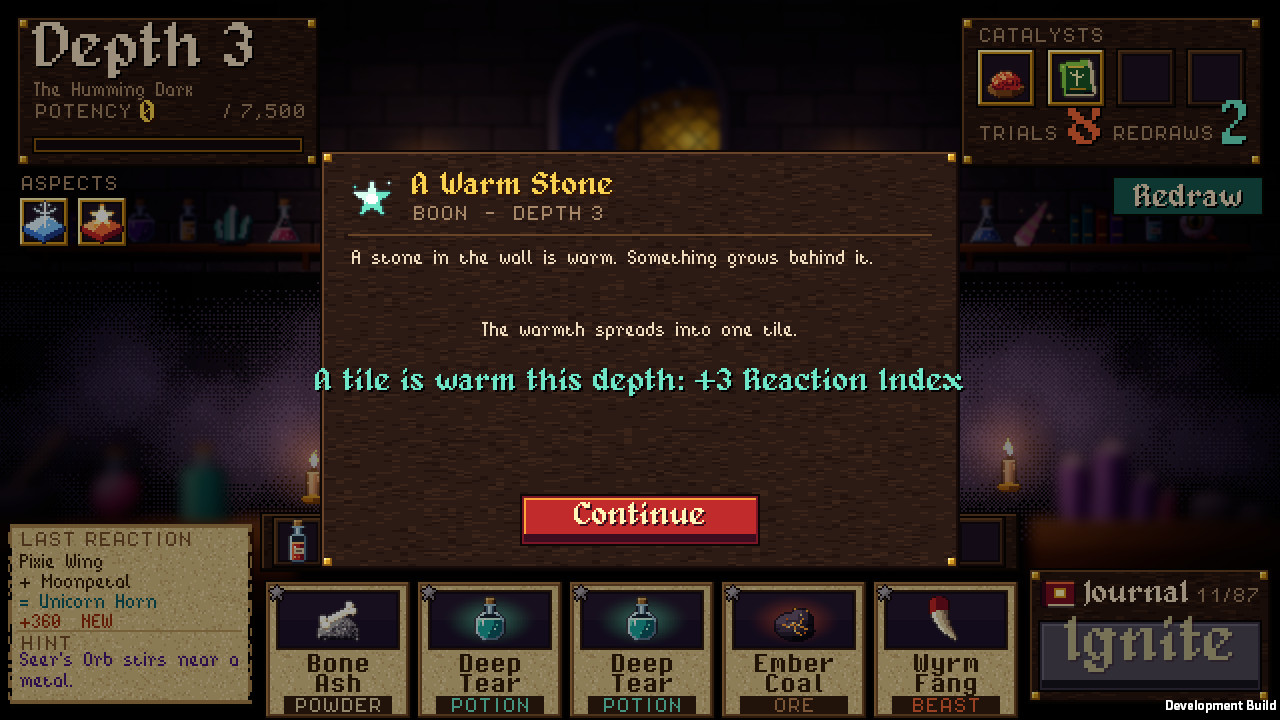 Depth 3
The Humming Dark
POTENCY 0 / 7,500
ASPECTS
CATALYSTS
TRIALS 8 REDRAWS 2
Redraw
A Warm Stone
BOON - DEPTH 3
A stone in the wall is warm. Something grows behind it.
The warmth spreads into one tile.
A tile is warm this depth: +3 Reaction Index
Continue
LAST REACTION
Pixie Wing
+ Moonpetal
= Unicorn Horn
+360 NEW
HINT
Seer's Orb stirs near a
metal.
Bone
Ash
POWDER
Deep
Tear
POTION
Deep
Tear
POTION
Ember
Coal
ORE
Wyrm
Fang
BEAST
Journal 11/87
Ignite
Development Build